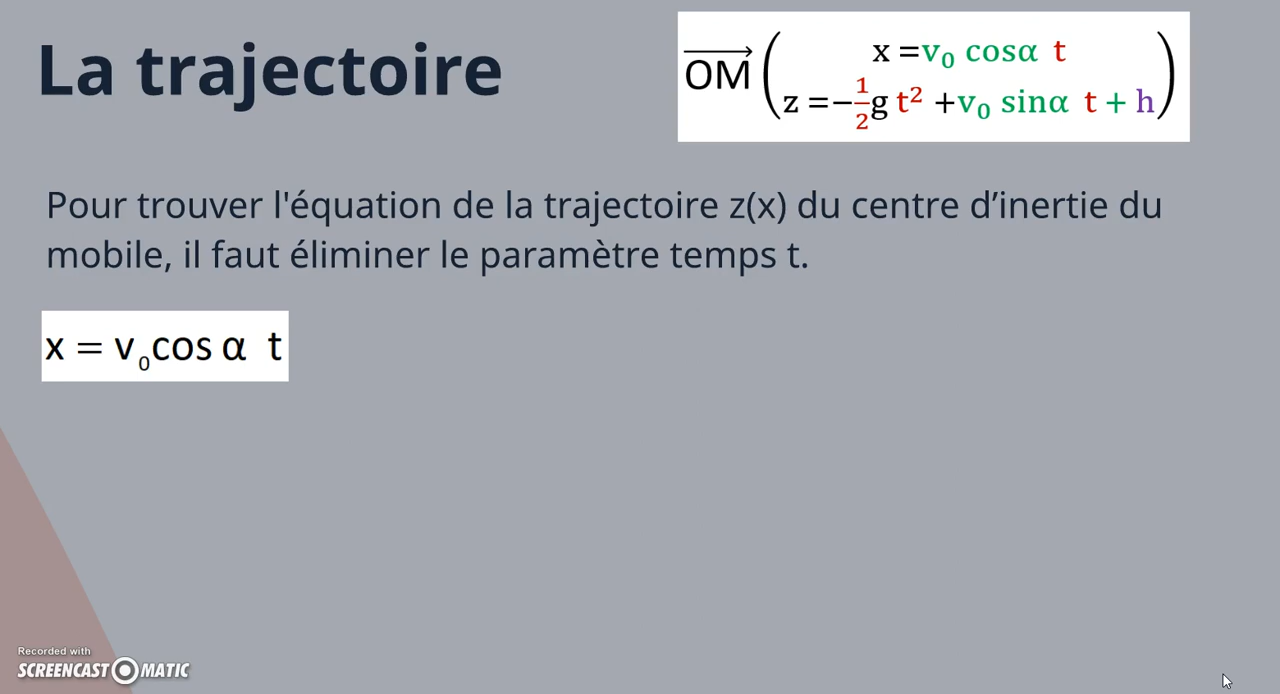 La trajectoire
OM ( x =v₀ cosα t
z =−1/2g t² +v₀ sinα t + h )
Pour trouver l'équation de la trajectoire z(x) du centre d’inertie du
mobile, il faut éliminer le paramètre temps t.
x = v₀cos α t
Recorded with
SCREENCAST MATIC